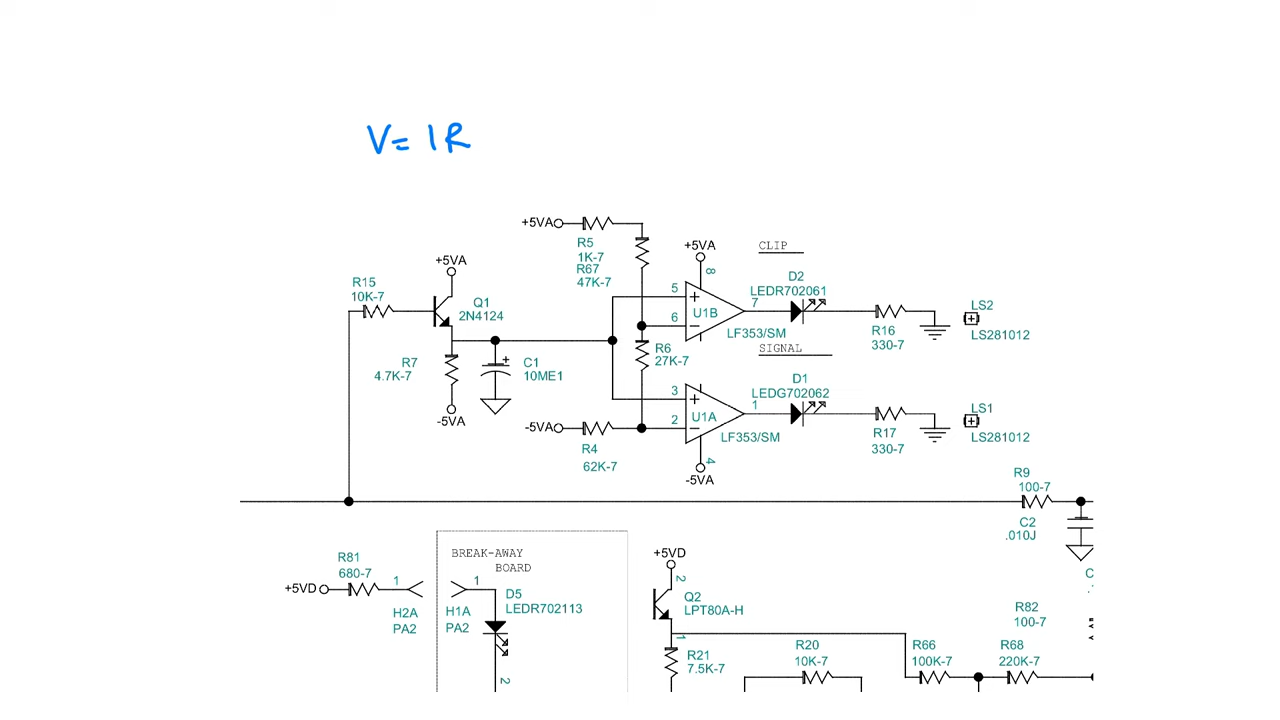 V= IR
+5VA
R5
1K-7
R67
47K-7
+5VA
8
CLIP
R15
10K-7
+5VA
Q1
2N4124
5
6
U1B
7
LF353/SM
D2
LEDR702061
R16
330-7
LS2
LS281012
R7
4.7K-7
-5VA
C1
10ME1
R6
27K-7
SIGNAL
3
2
U1A
1
LF353/SM
4
-5VA
D1
LEDG702062
R17
330-7
LS1
LS281012
-5VA
R4
62K-7
R9
100-7
C2
.010J
R81
680-7
+5VD
1
H2A
PA2
BREAK-AVAY
BOARD
1
H1A
PA2
D5
LEDR702113
2
+5VD
2
Q2
LPT80A-H
1
R21
7.5K-7
R20
10K-7
R66
100K-7
R68
220K-7
R82
100-7
C